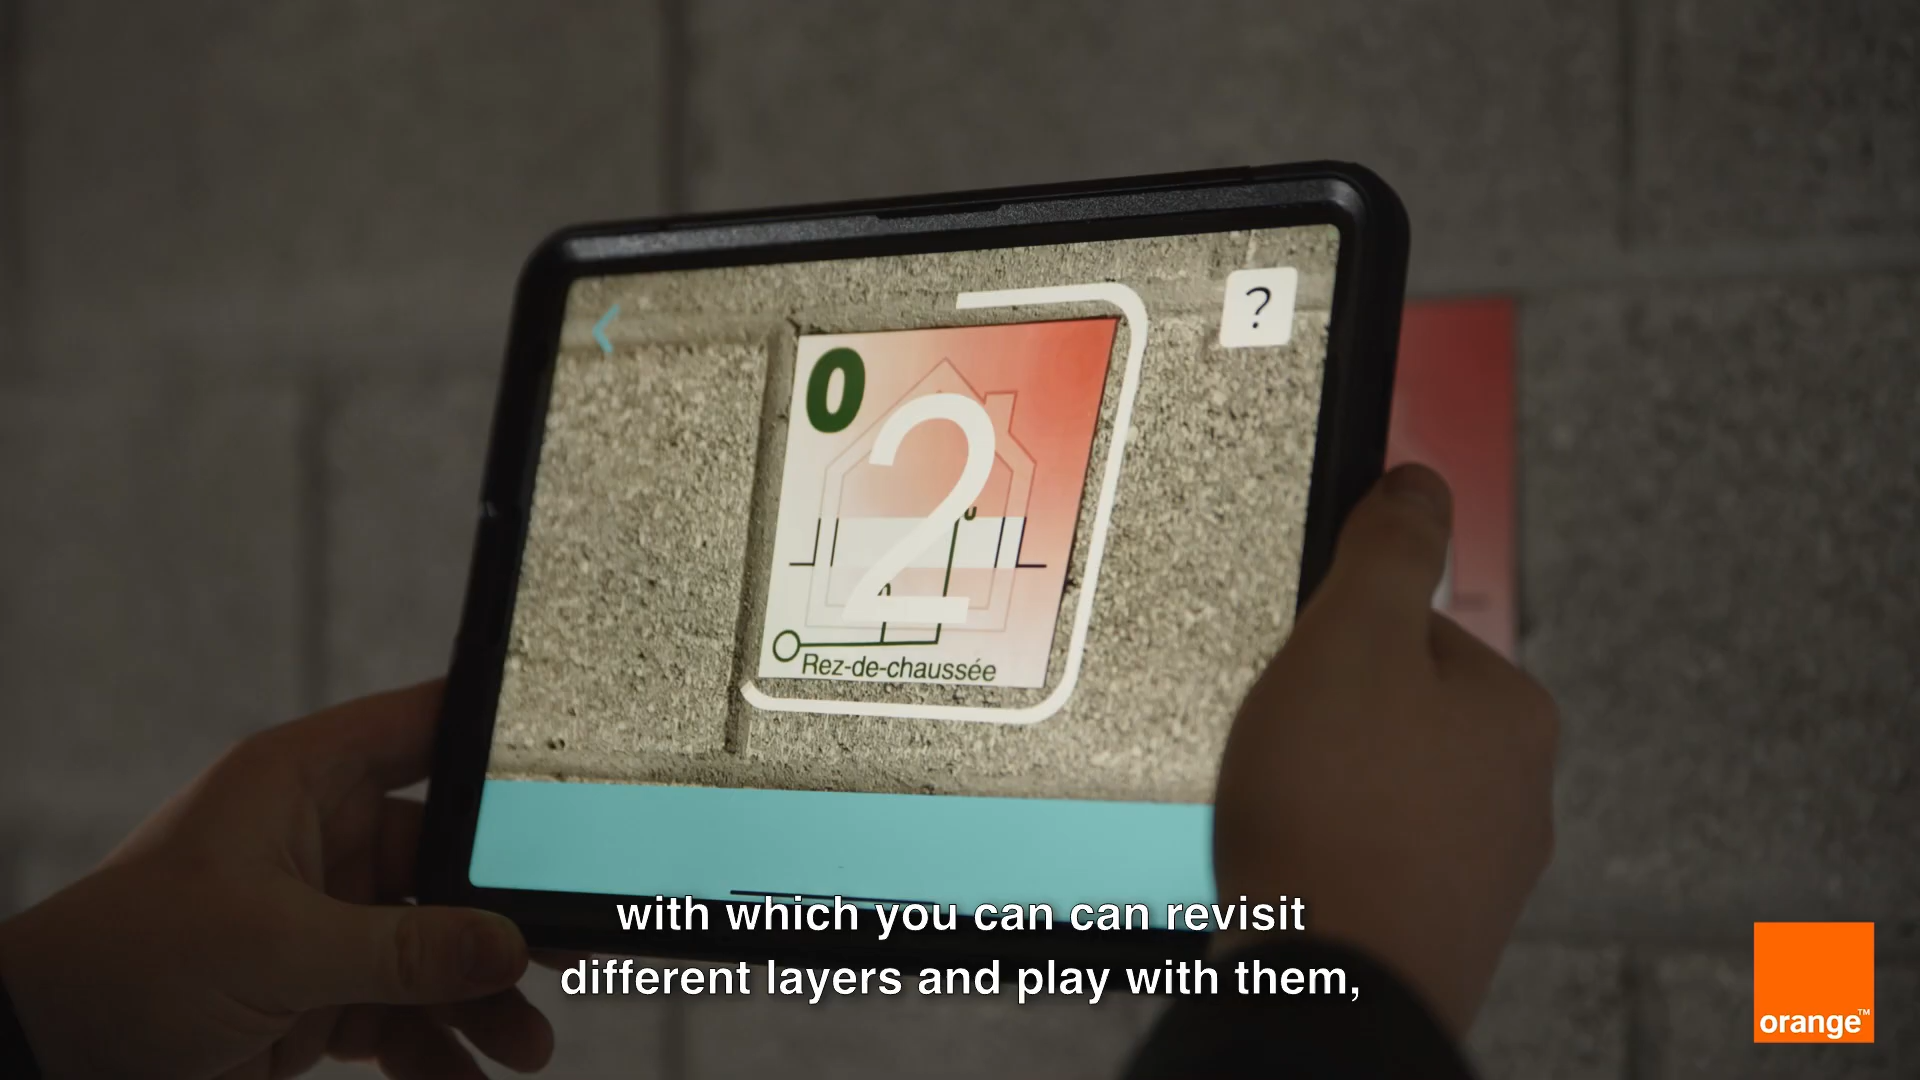 ?
0
2
Rez-de-chaussée
with which you can can revisit
different layers and play with them,
orange™